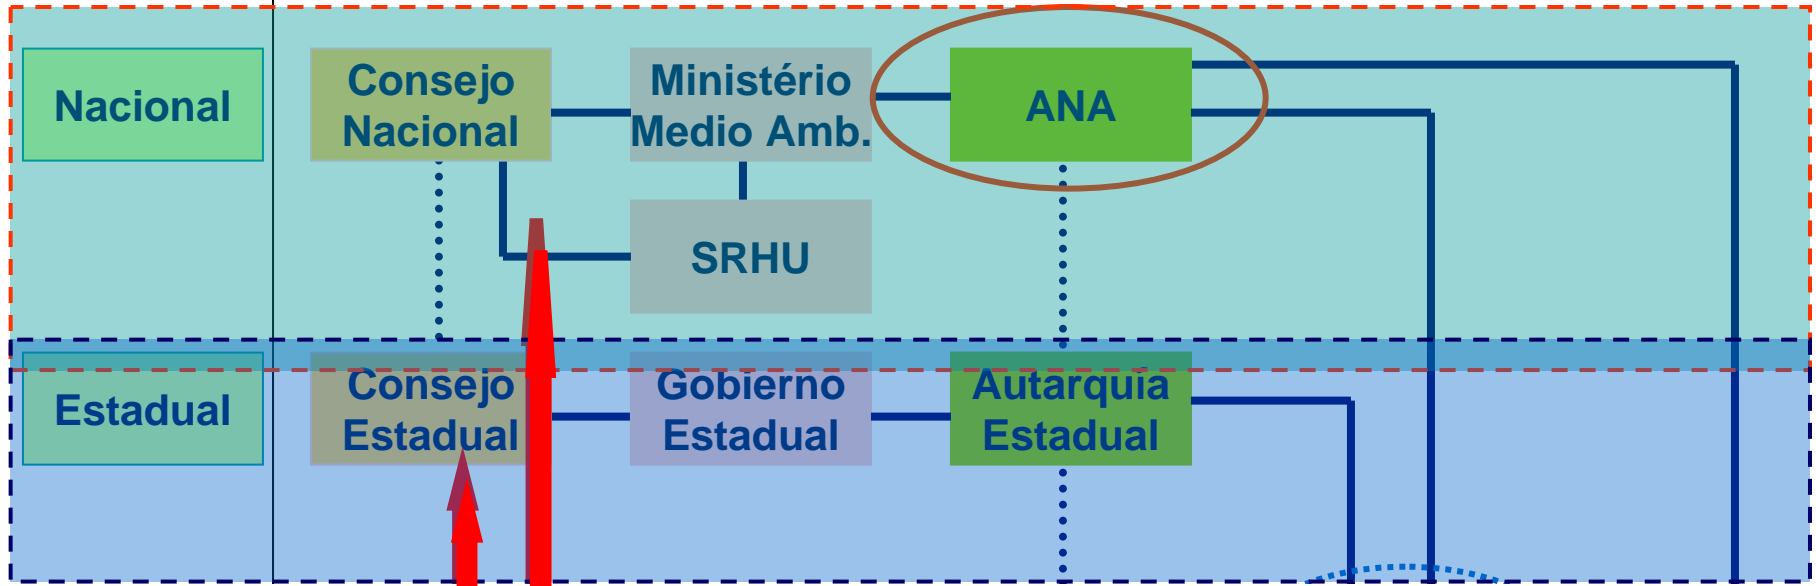 Nacional
Consejo
Nacional
Ministério
Medio Amb.
ANA
SRHU
Estadual
Consejo
Estadual
Gobierno
Estadual
Autarquia
Estadual